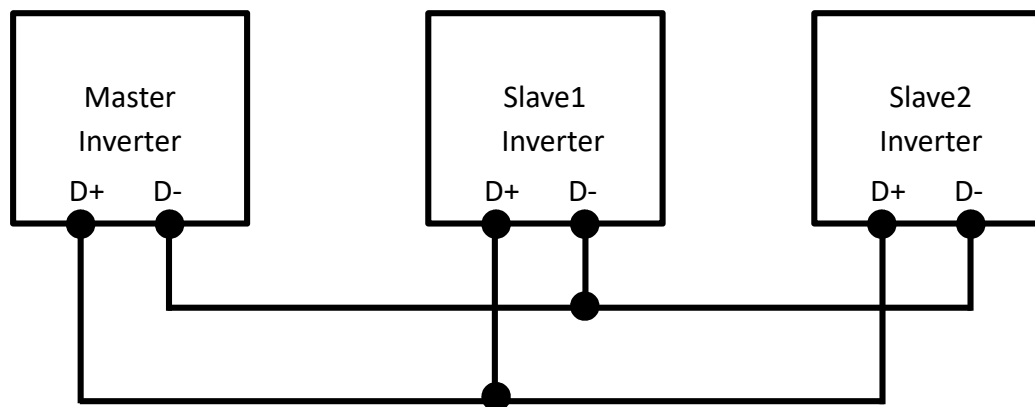 Master
Inverter
D+ D-
Slave1
Inverter
D+ D-
Slave2
Inverter
D+ D-